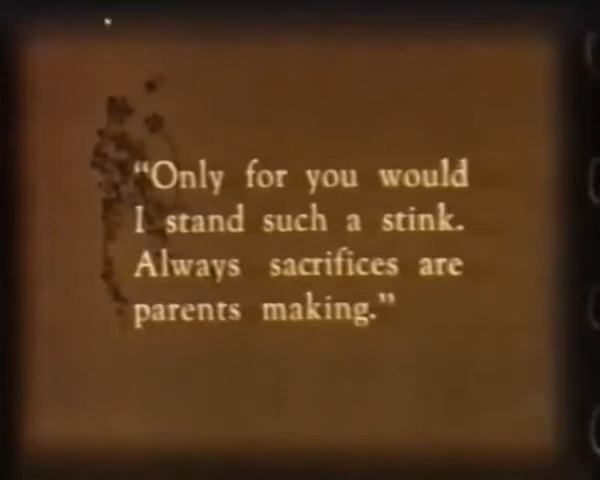 “Only for you would
I stand such a stink.
Always sacrifices are
parents making.”